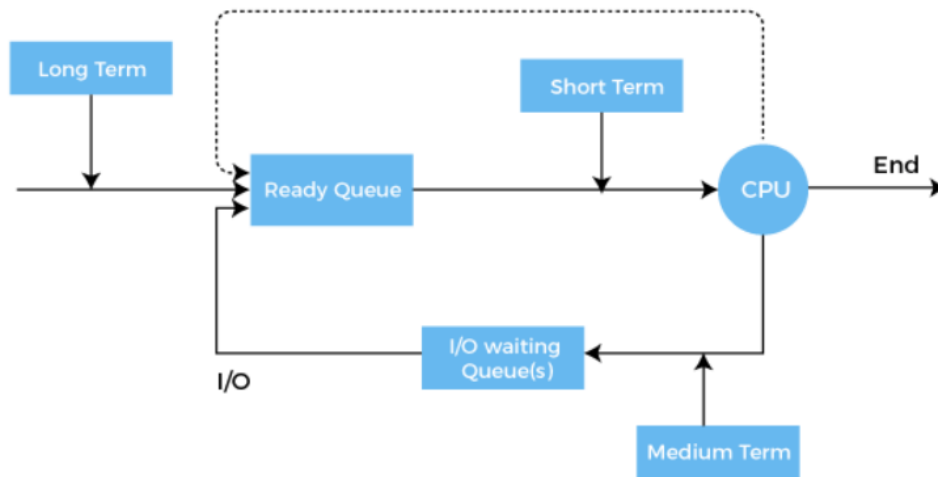 Long Term
Short Term
Ready Queue
CPU
End
I/O waiting
Queue(s)
I/O
Medium Term